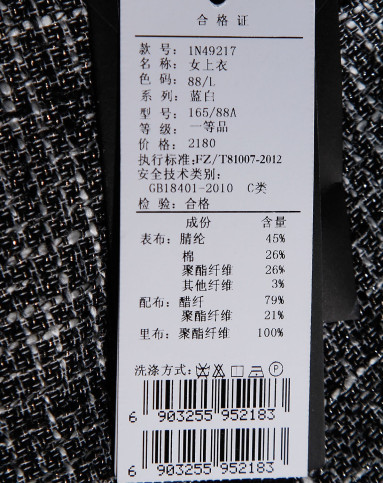 合格证
款号: 1N49217
名称: 女上衣
色码: 88/L
系列: 蓝白
型号: 165/88A
等级: 一等品
价格: 2180
执行标准:FZ/T81007-2012
安全技术类别:
GB18401-2010 C类
检验: 合格
成份 含量
表布: 腈纶 45%
棉 26%
聚酯纤维 26%
其他纤维 3%
配布: 醋纤 79%
聚酯纤维 21%
里布: 聚酯纤维 100%
洗涤方式: P
6 903255 952183
6 903255 952183